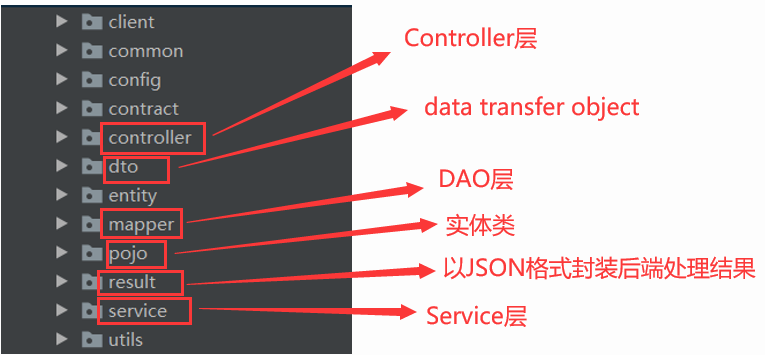 client
common
config
contract
controller
dto
entity
mapper
pojo
result
service
utils
Controller层
data transfer object
DAO层
实体类
以JSON格式封装后端处理结果
Service层